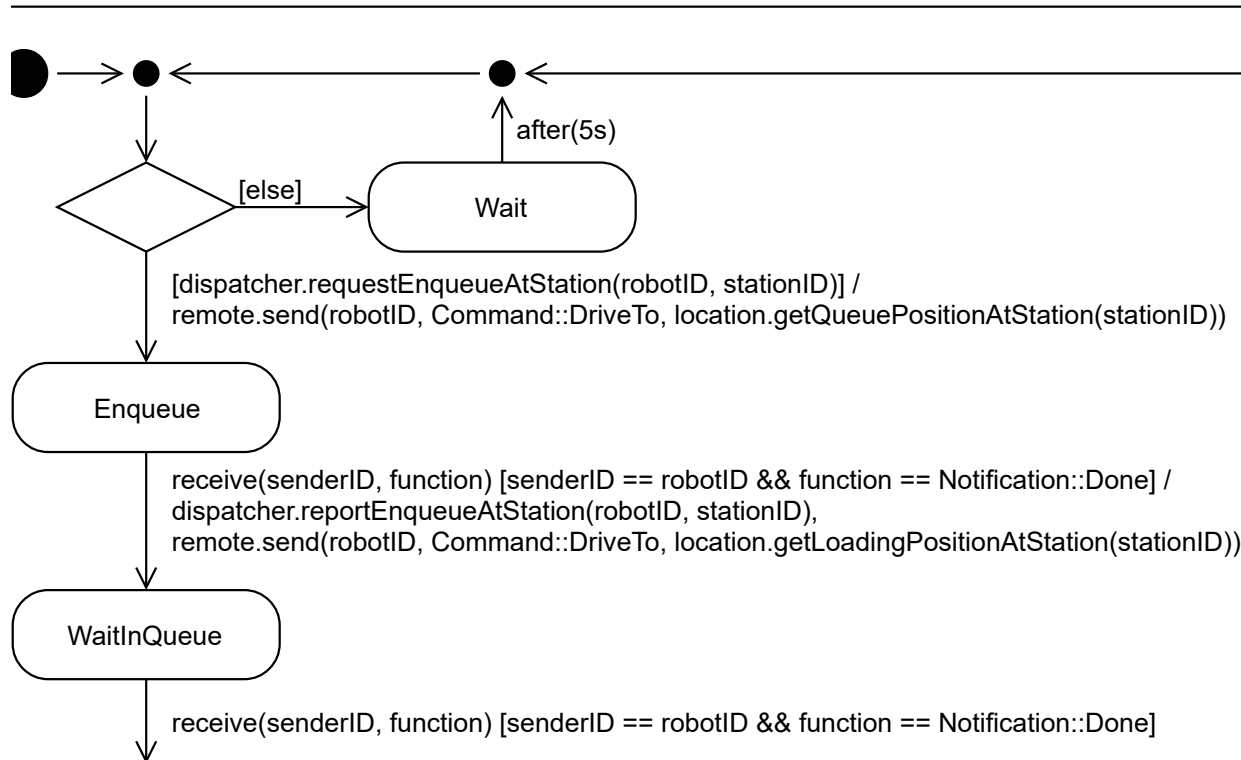 after(5s)
[else]
Wait
[dispatcher.requestEnqueueAtStation(robotID, stationID)] /
remote.send(robotID, Command::DriveTo, location.getQueuePositionAtStation(stationID))
Enqueue
receive(senderID, function) [senderID == robotID && function == Notification::Done] /
dispatcher.reportEnqueueAtStation(robotID, stationID),
remote.send(robotID, Command::DriveTo, location.getLoadingPositionAtStation(stationID))
WaitInQueue
receive(senderID, function) [senderID == robotID && function == Notification::Done]